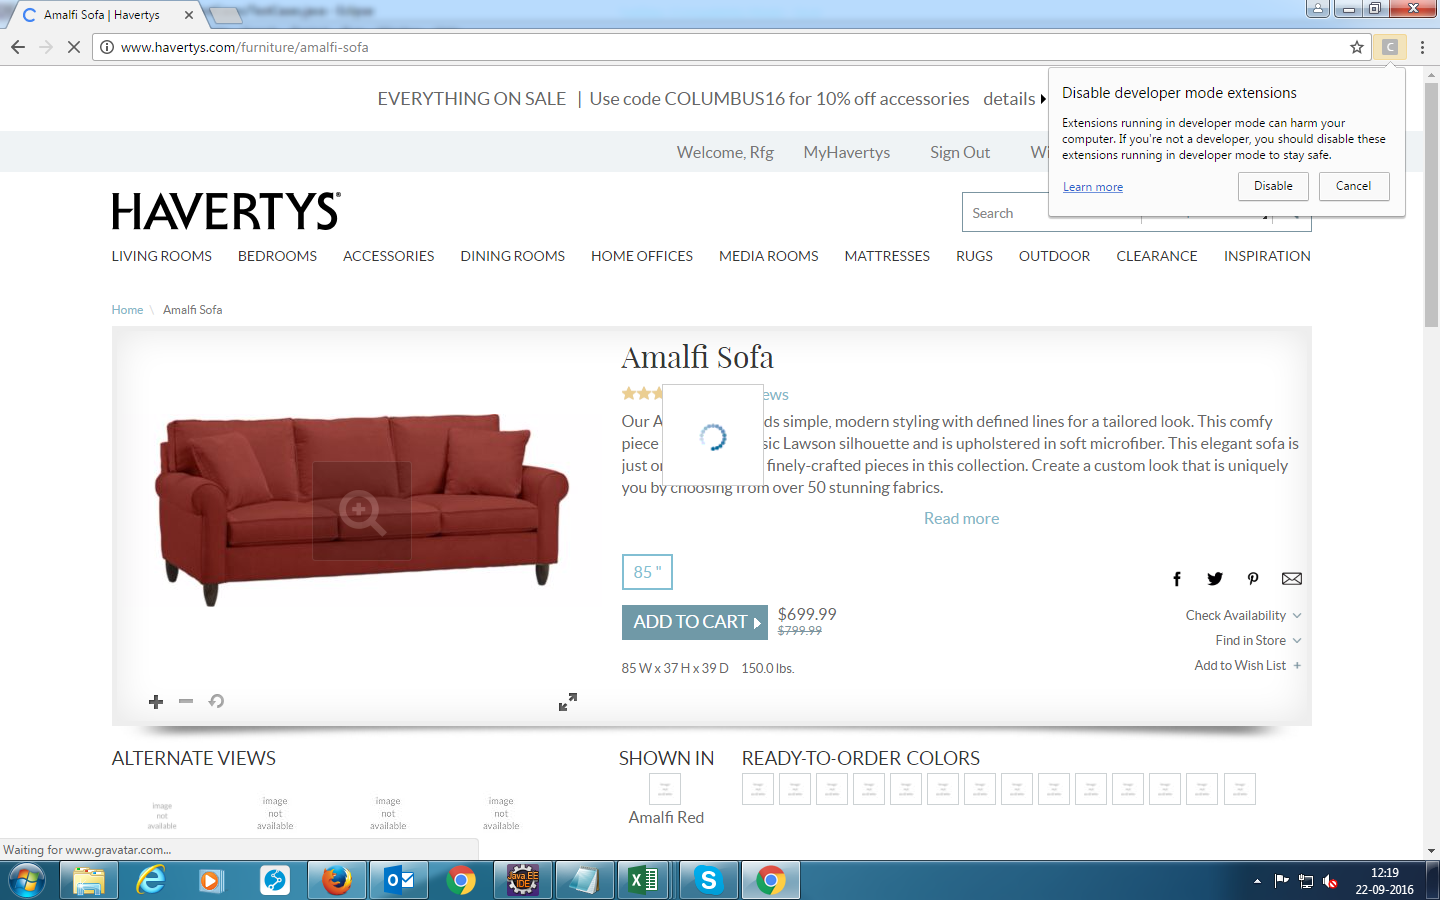 Amalfi Sofa | Havertys
www.havertys.com/furniture/amalfi-sofa
Disable developer mode extensions
Extensions running in developer mode can harm your
computer. If you're not a developer, you should disable these
extensions running in developer mode to stay safe.
Learn more
Disable
Cancel
EVERYTHING ON SALE | Use code COLUMBUS16 for 10% off accessories details
Welcome, Rfg MyHavertys Sign Out
HAVERTYS
Search
LIVING ROOMS BEDROOMS ACCESSORIES DINING ROOMS HOME OFFICES MEDIA ROOMS MATTRESSES RUGS OUTDOOR CLEARANCE INSPIRATION
Home \ Amalfi Sofa
Amalfi Sofa
ews
Our A ds simple, modern styling with defined lines for a tailored look. This comfy
piece sic Lawson silhouette and is upholstered in soft microfiber. This elegant sofa is
just on finely-crafted pieces in this collection. Create a custom look that is uniquely
you by choosing from over 50 stunning fabrics.
Read more
85 "
ADD TO CART
$699.99
$799.99
Check Availability
Find in Store
Add to Wish List +
85 W x 37 H x 39 D 150.0 lbs.
ALTERNATE VIEWS
SHOWN IN
READY-TO-ORDER COLORS
image
not
available
image
not
available
image
not
available
image
not
available
Amalfi Red
Waiting for www.gravatar.com...
Java EE
IDE
12:19
22-09-2016